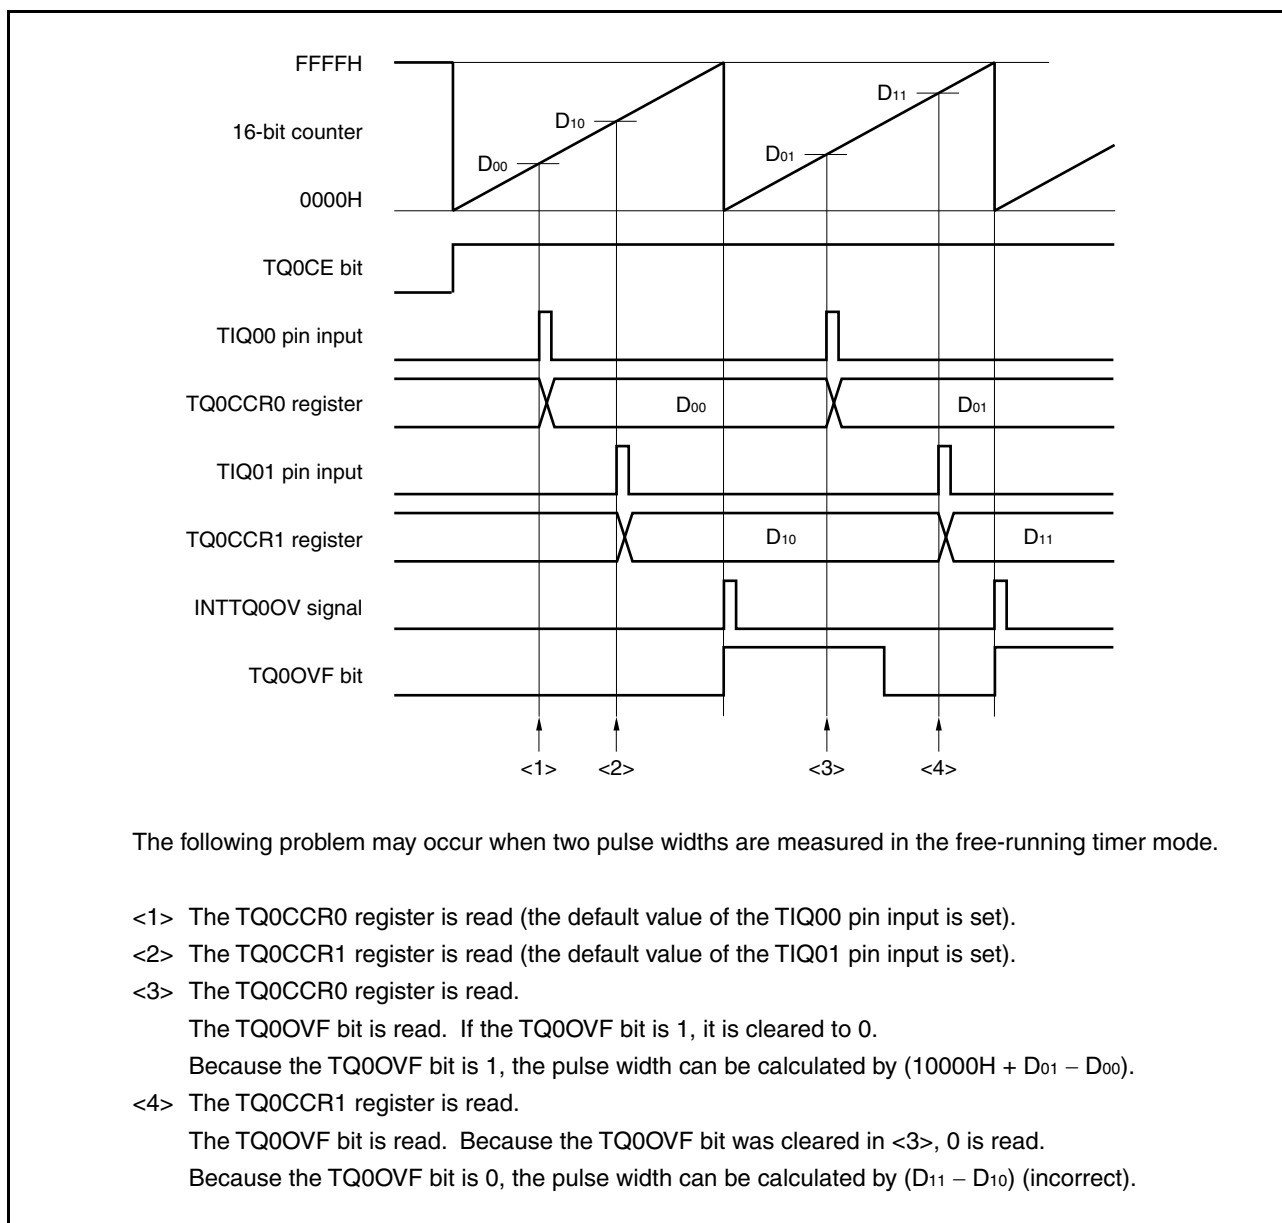 FFFFH
D11
D10
16-bit counter
D01
D00
0000H
TQ0CE bit
TIQ00 pin input
TQ0CCR0 register
D00
D01
TIQ01 pin input
TQ0CCR1 register
D10
D11
INTTQ0OV signal
TQ0OVF bit
<1> <2> <3> <4>
The following problem may occur when two pulse widths are measured in the free-running timer mode.
<1> The TQ0CCR0 register is read (the default value of the TIQ00 pin input is set).
<2> The TQ0CCR1 register is read (the default value of the TIQ01 pin input is set).
<3> The TQ0CCR0 register is read.
The TQ0OVF bit is read. If the TQ0OVF bit is 1, it is cleared to 0.
Because the TQ0OVF bit is 1, the pulse width can be calculated by (10000H + D01 − D00).
<4> The TQ0CCR1 register is read.
The TQ0OVF bit is read. Because the TQ0OVF bit was cleared in <3>, 0 is read.
Because the TQ0OVF bit is 0, the pulse width can be calculated by (D11 − D10) (incorrect).